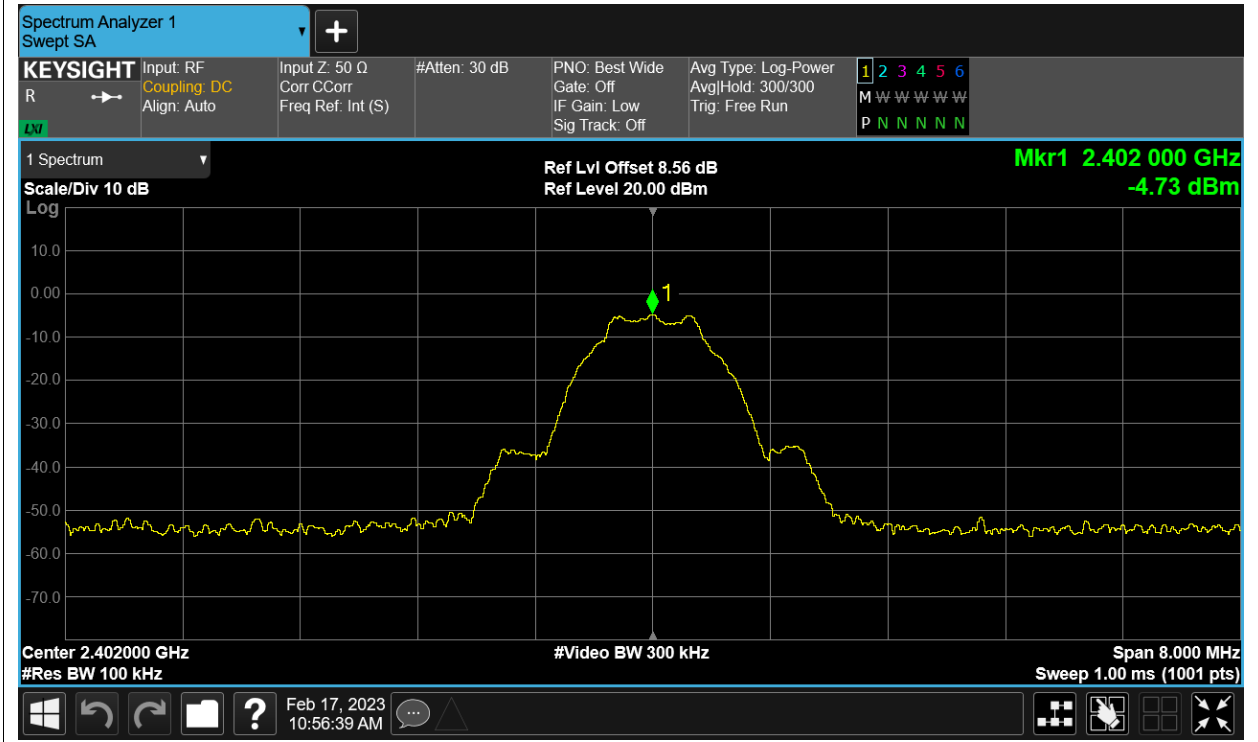 Spectrum Analyzer 1
Swept SA
KEYSIGHT
R
LXI
Input: RF
Coupling: DC
Align: Auto
Input Z: 50 Ω
Corr CCorr
Freq Ref: Int (S)
#Atten: 30 dB
PNO: Best Wide
Gate: Off
IF Gain: Low
Sig Track: Off
Avg Type: Log-Power
Avg|Hold: 300/300
Trig: Free Run
1 2 3 4 5 6
M W W W W W
P N N N N N
1 Spectrum
Scale/Div 10 dB
Log
Ref Lvl Offset 8.56 dB
Ref Level 20.00 dBm
Mkr1 2.402 000 GHz
-4.73 dBm
10.0
0.00
-10.0
-20.0
-30.0
-40.0
-50.0
-60.0
-70.0
1
Center 2.402000 GHz
#Res BW 100 kHz
#Video BW 300 kHz
Span 8.000 MHz
Sweep 1.00 ms (1001 pts)
?
Feb 17, 2023
10:56:39 AM